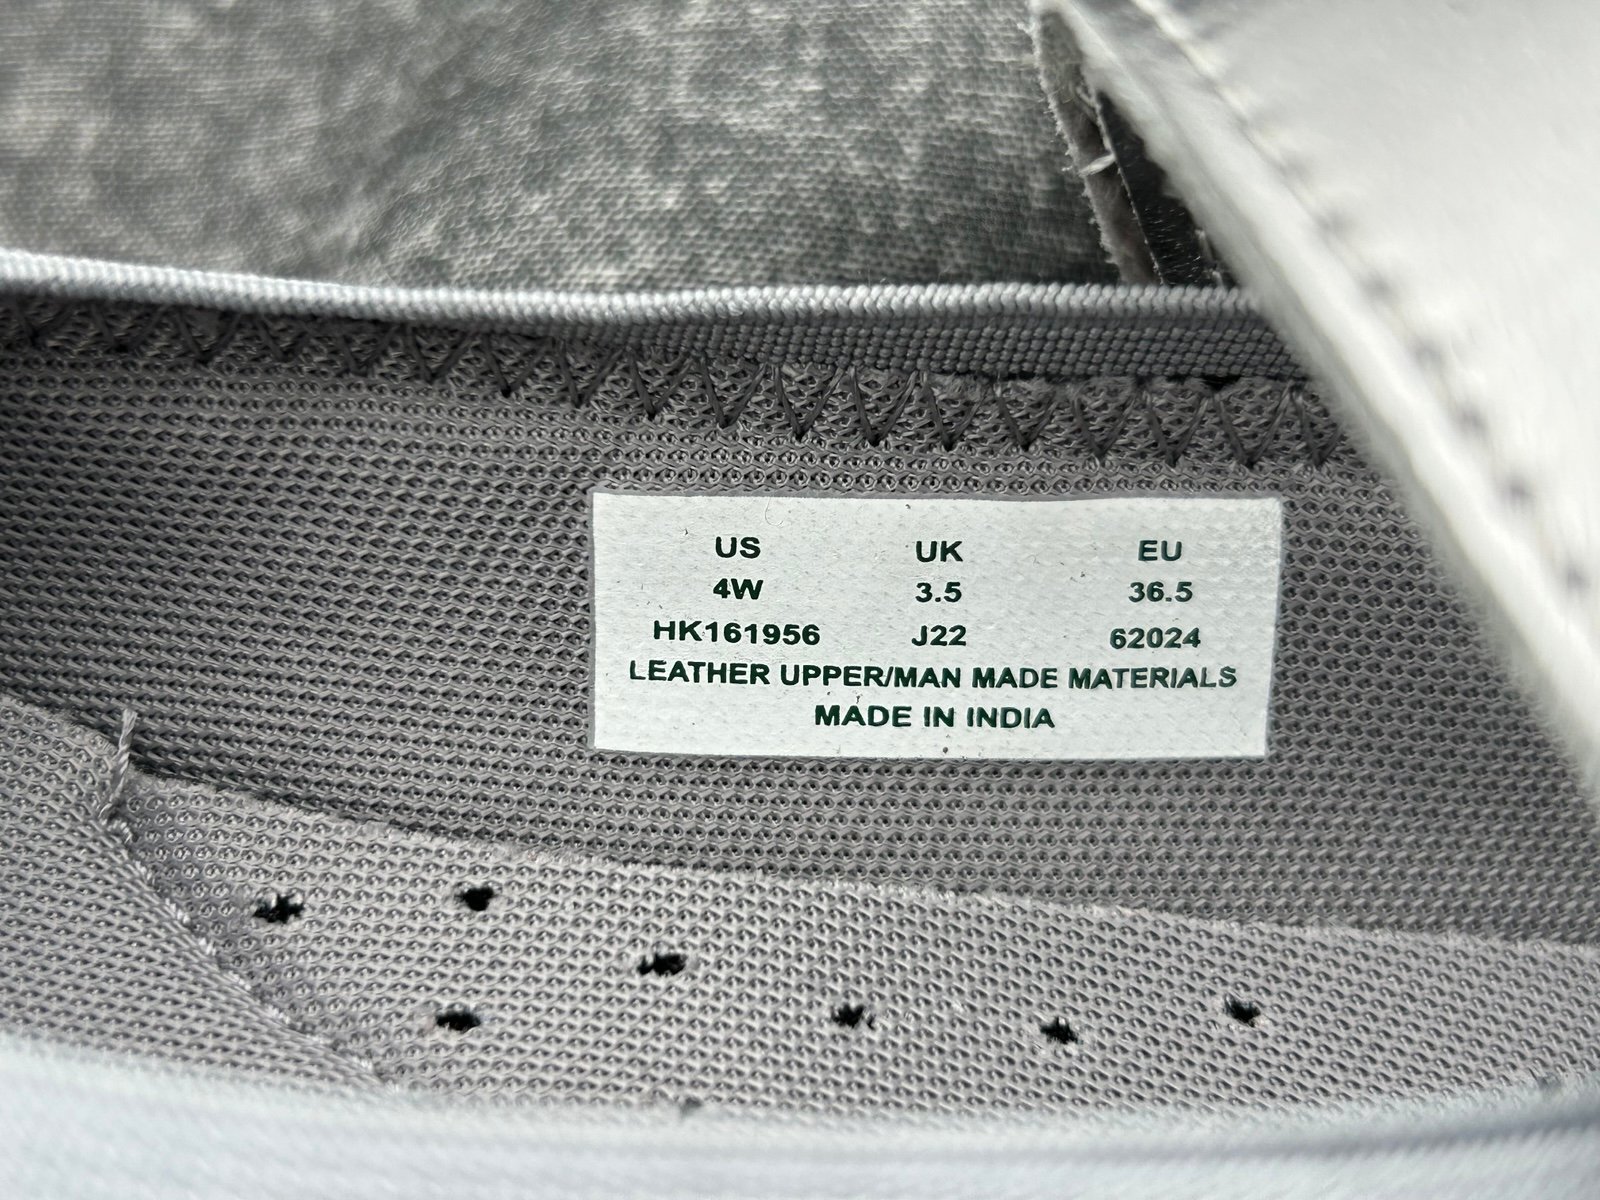 US UK EU
4W 3.5 36.5
HK161956 J22 62024
LEATHER UPPER/MAN MADE MATERIALS
MADE IN INDIA